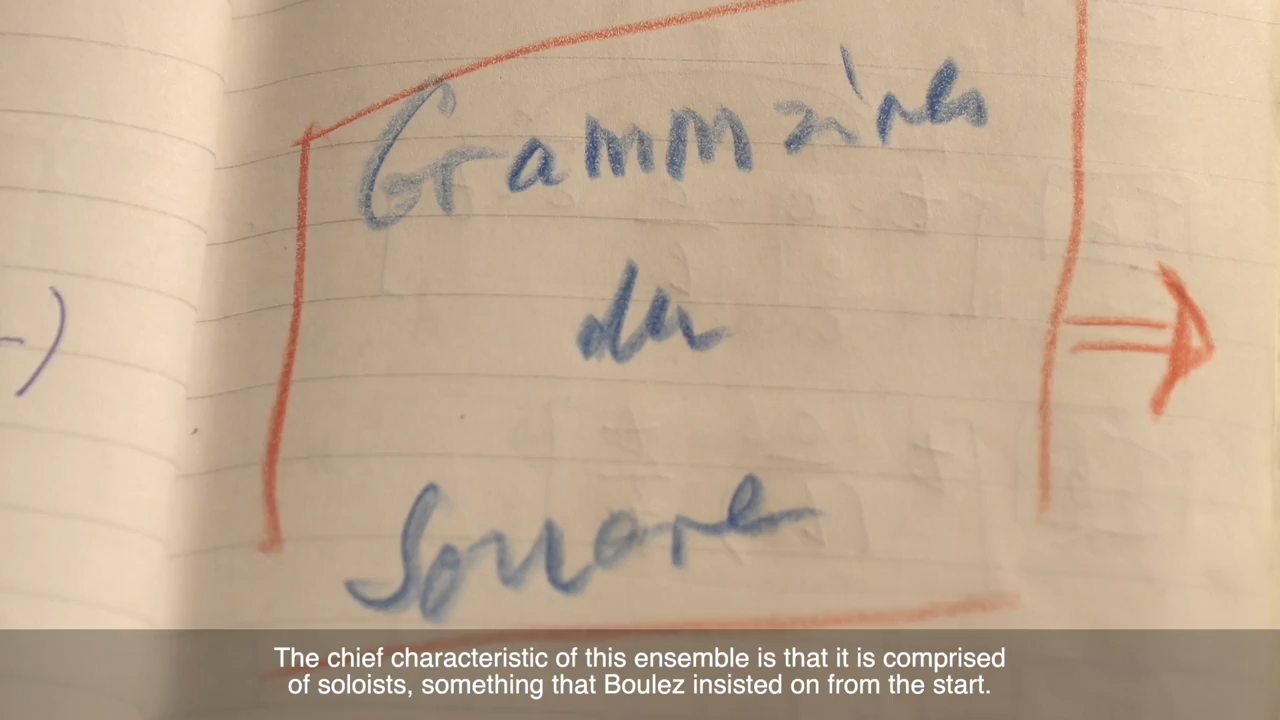 Grammaires
du
Sonore
-)
The chief characteristic of this ensemble is that it is comprised
of soloists, something that Boulez insisted on from the start.